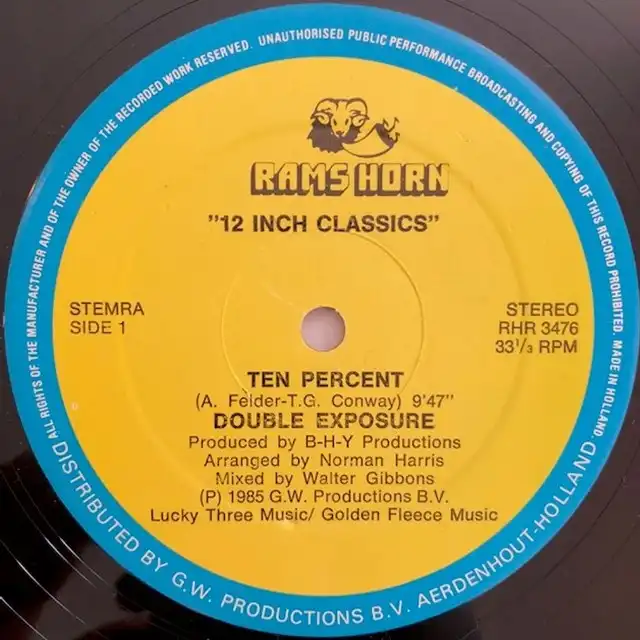 ALL RIGHTS OF THE MANUFACTURER AND OF THE OWNER OF THE RECORDED WORK RESERVED. UNAUTHORISED PUBLIC PERFORMANCE BROADCASTING AND COPYING OF THIS RECORD PROHIBITED. MADE IN HOLLAND.
RAMS HORN
"12 INCH CLASSICS"
STEMRA
SIDE 1
STEREO
RHR 3476
33¹/₃ RPM
TEN PERCENT
(A. Felder-T.G. Conway) 9'47"
DOUBLE EXPOSURE
Produced by B-H-Y Productions
Arranged by Norman Harris
Mixed by Walter Gibbons
(P) 1985 G.W. Productions B.V.
Lucky Three Music/ Golden Fleece Music
DISTRIBUTED BY G.W. PRODUCTIONS B.V. AERDENHOUT-HOLLAND